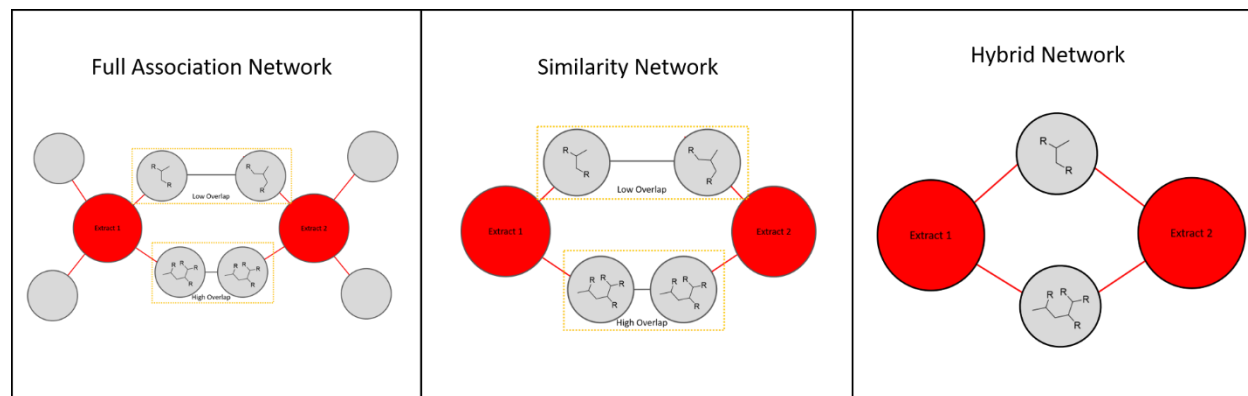 Full Association Network
R
R
R
R
Low Overlap
Extract 1
Extract 2
R
R
R
R
R
R
R
R
High Overlap
Similarity Network
R
R
R
R
Low Overlap
Extract 1
Extract 2
R
R
R
R
R
R
R
R
High Overlap
Hybrid Network
R
R
Extract 1
Extract 2
R
R
R
R